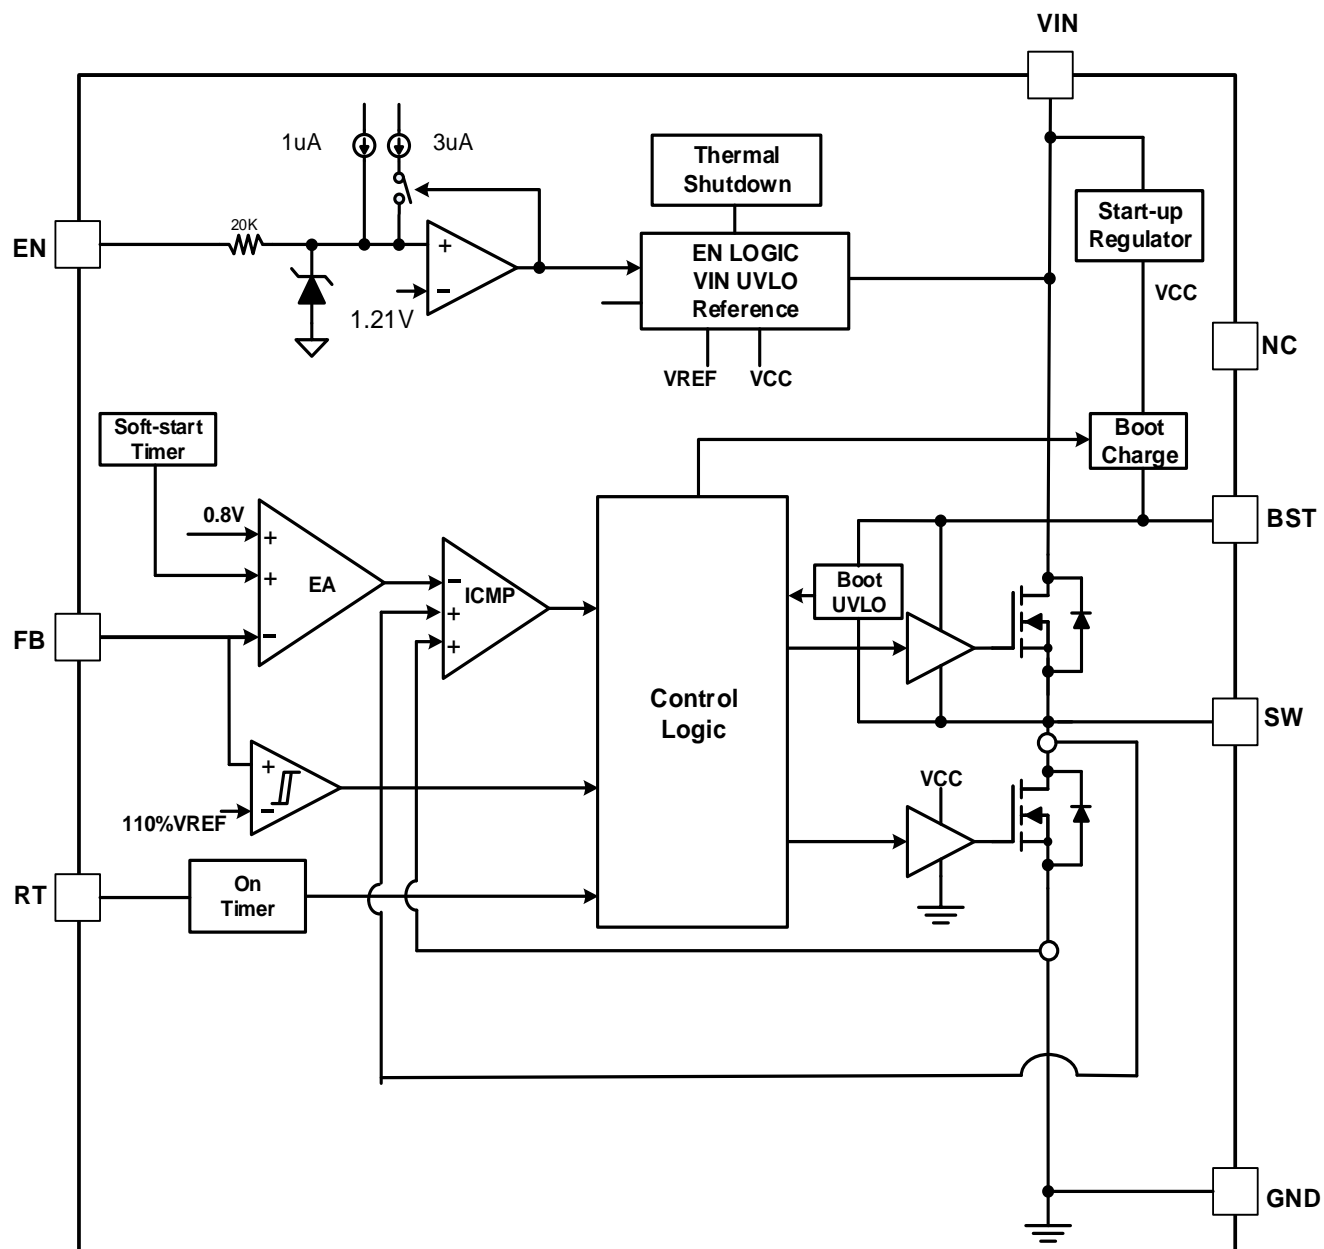 VIN
1uA
3uA
Thermal
Shutdown
EN
20K
+
−
1.21V
EN LOGIC
VIN UVLO
Reference
VREF
VCC
Start-up
Regulator
VCC
NC
Soft-start
Timer
Boot
Charge
0.8V
+
+
−
EA
−
+
+
ICMP
Boot
UVLO
BST
FB
Control
Logic
SW
+
−
110%VREF
VCC
RT
On
Timer
GND